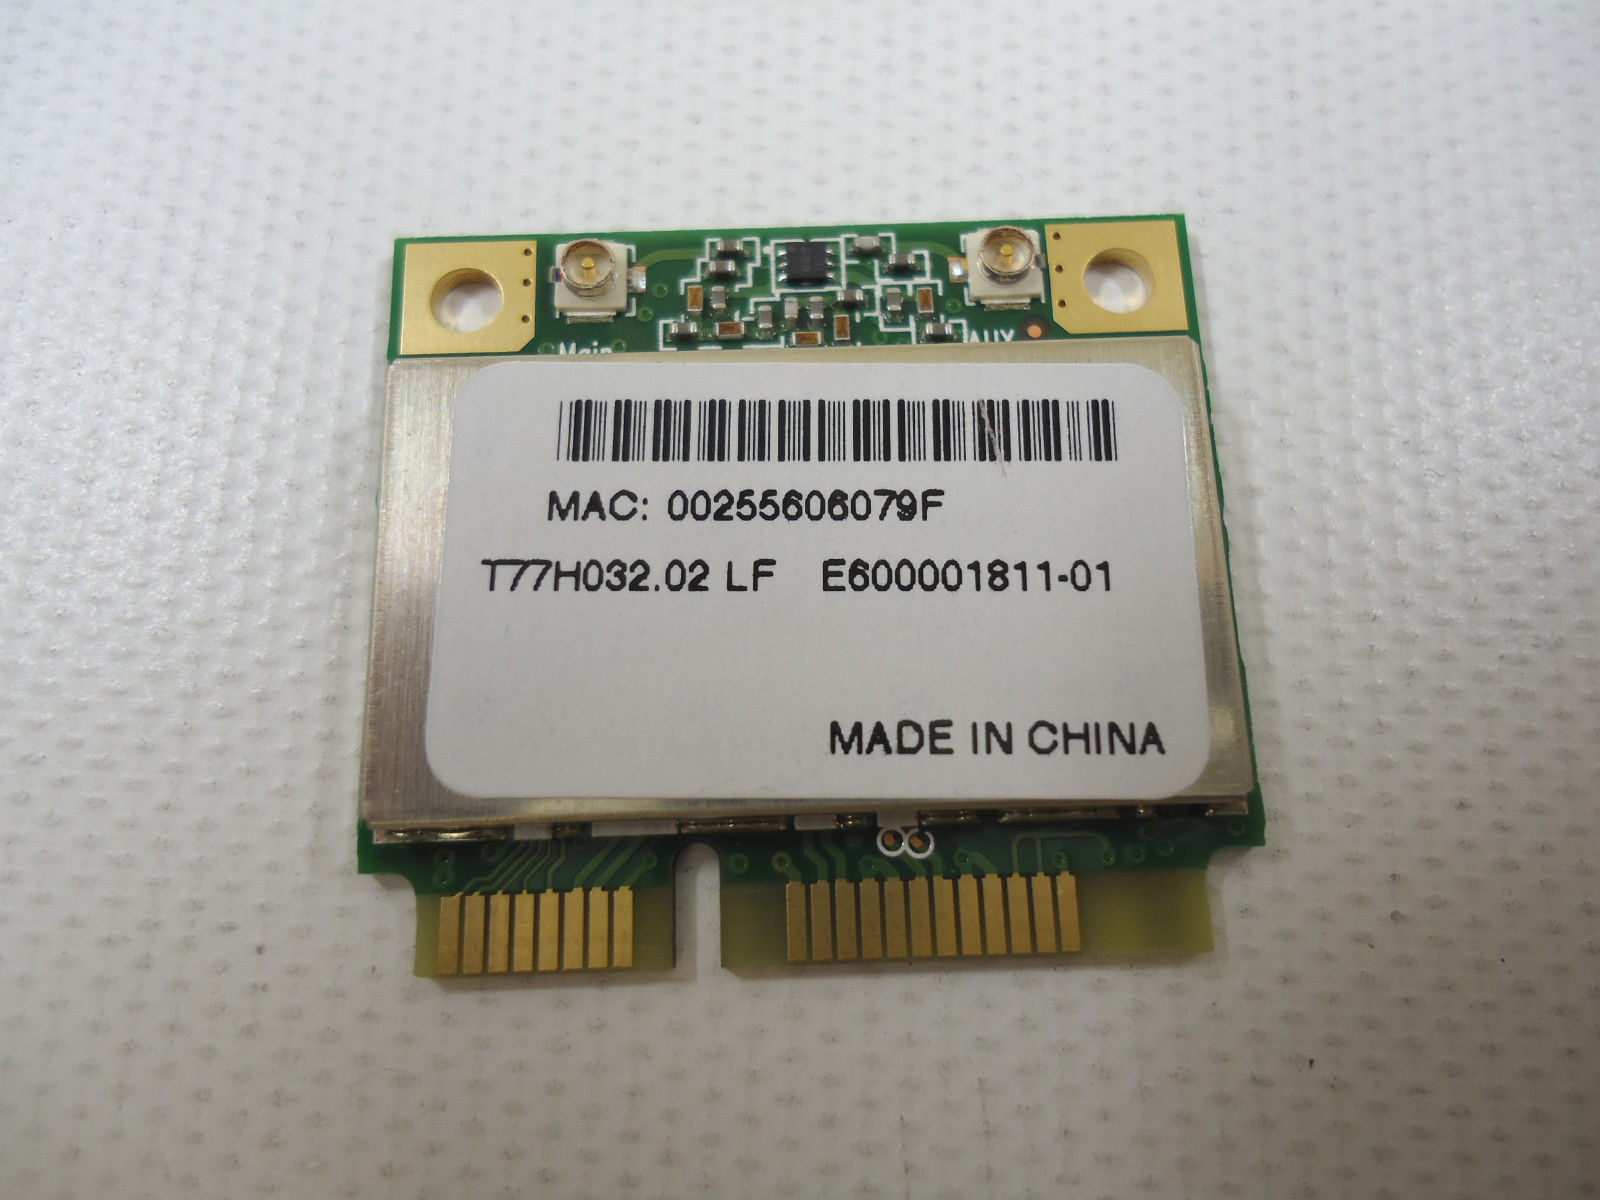 Main
AUX
MAC: 00255606079F
T77H032.02 LF E600001811-01
MADE IN CHINA